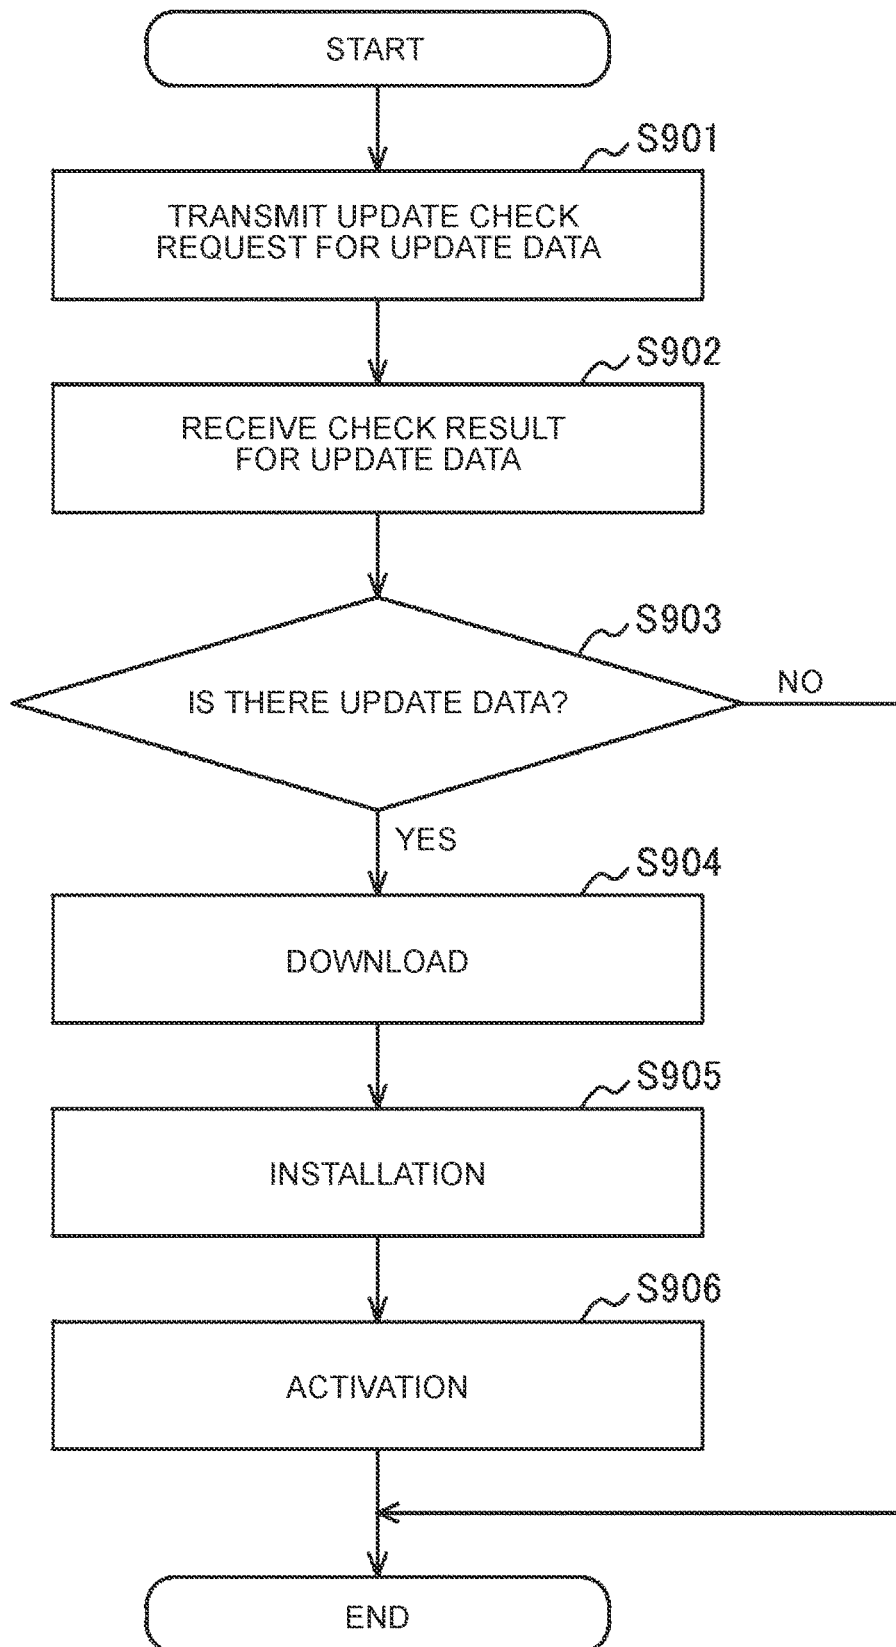 START
S901
TRANSMIT UPDATE CHECK
REQUEST FOR UPDATE DATA
S902
RECEIVE CHECK RESULT
FOR UPDATE DATA
S903
IS THERE UPDATE DATA?
NO
YES
S904
DOWNLOAD
S905
INSTALLATION
S906
ACTIVATION
END